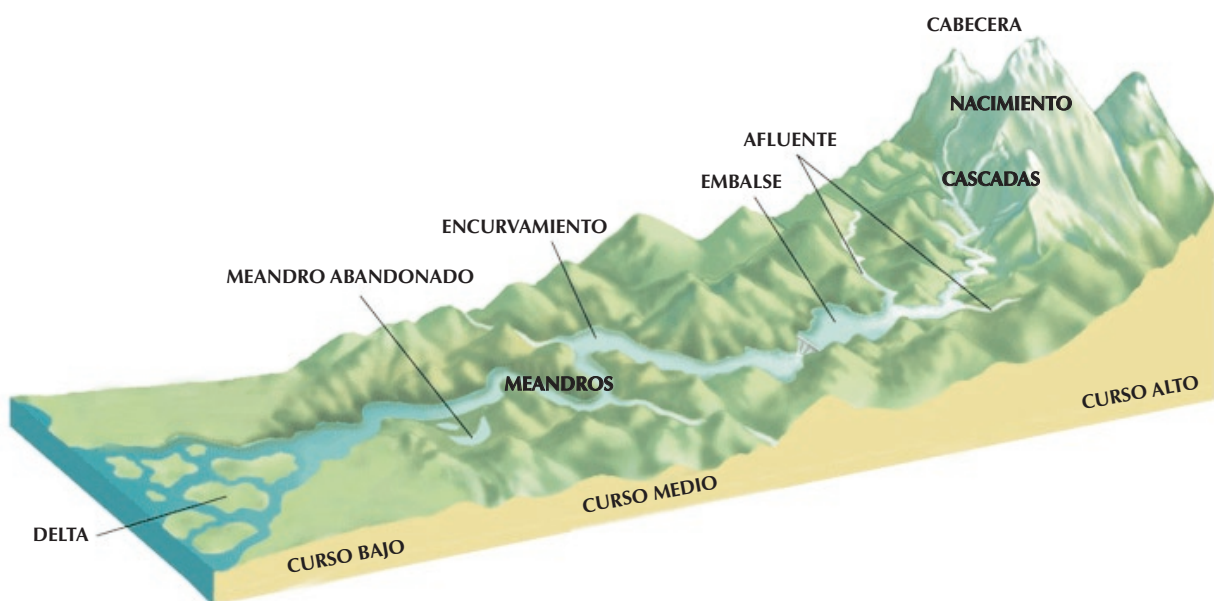 CABECERA
NACIMIENTO
AFLUENTE
CASCADAS
EMBALSE
ENCURVAMIENTO
MEANDRO ABANDONADO
MEANDROS
CURSO ALTO
CURSO MEDIO
DELTA
CURSO BAJO